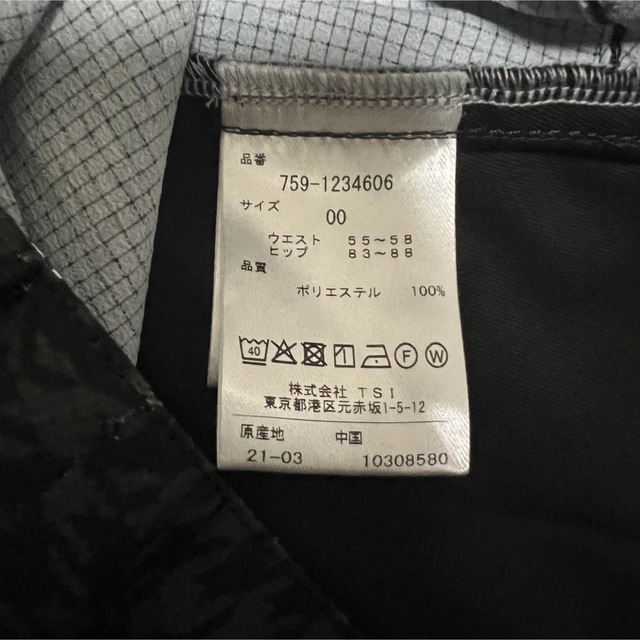 品番
759-1234606
サイズ
00
ウエスト 55～58
ヒップ 83～88
品質
ポリエステル 100%
40 F W
株式会社 TSI
東京都港区元赤坂1-5-12
原産地 中国
21-03 10308580